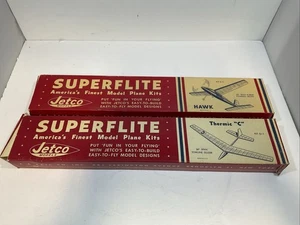 SUPERFLITE
America's Finest Model Plane Kits
Jetco
PUT 'FUN IN YOUR FLYING'
WITH JETCO'S EASY-TO-BUILD
EASY-TO-FLY MODEL DESIGNS
HAWK
SUPERFLITE
America's Finest Model Plane Kits
Jetco
MODELS
PUT 'FUN IN YOUR FLYING'
WITH JETCO'S EASY-TO-BUILD
EASY-TO-FLY MODEL DESIGNS
Thermic "C"